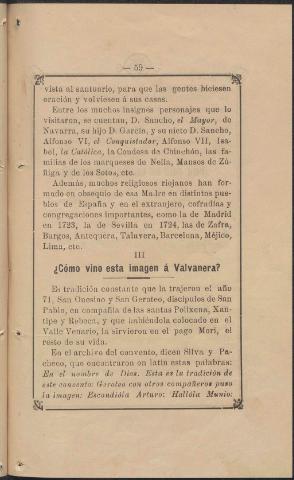 — 59 —
vista al santuario, para que las gentes hiciesen
oración y volviesen á sus casas.
Entre los muchos insignes personajes que lo
visitaron, se cuentan, D. Sancho, el Mayor, de
Navarra, su hijo D. García, y su nieto D. Sancho,
Alfonso VI, el Conquistador, Alfonso VII, Isa-
bel, la Católica, la Condesa de Chinchón, las fa-
milias de los marqueses de Nella, Mansos de Zú-
ñiga y de los Sotos, etc.
Además, muchos religiosos riojanos han for-
mado en obsequio de esa Madre en distintos pue-
blos de España y en el extranjero, cofradías y
congregaciones importantes, como la de Madrid
en 1723, la de Sevilla en 1724, las de Zafra,
Burgos, Antequera, Talavera, Barcelona, Méjico,
Lima, etc.
III
¿Cómo vino esta imagen á Valvanera?
Es tradición constante que la trajeron el año
71, San Onesino y San Geroteo, discípulos de San
Pablo, en compañía de las santas Polixena, Xan-
tipe y Rebeca, y que habiéndola colocado en el
Valle Venario, la sirvieron en el pago Mori, el
resto de su vida.
En el archivo del convento, dicen Silva y Pa-
checo, que encontraron en latín estas palabras:
En el nombre de Dios. Esta es la tradición de
este convento: Geroteo con otros compañeros puso
la imagen: Escondióla Arturo: Hallóla Munio: